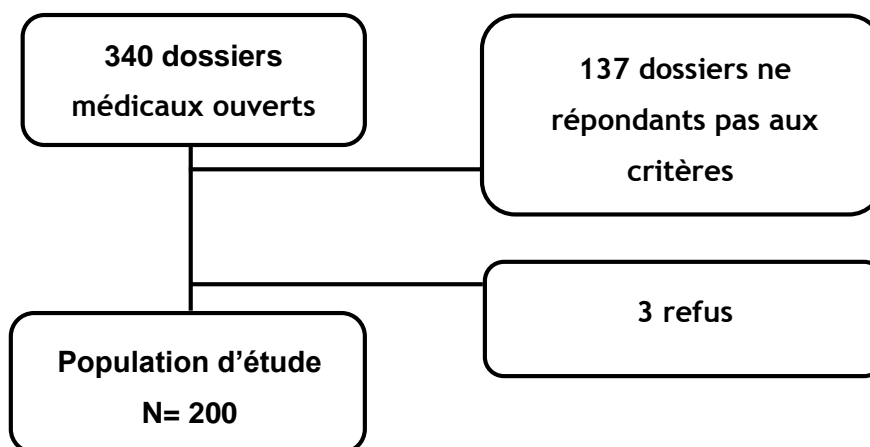 340 dossiers
médicaux ouverts
137 dossiers ne
répondants pas aux
critères
3 refus
Population d’étude
N= 200